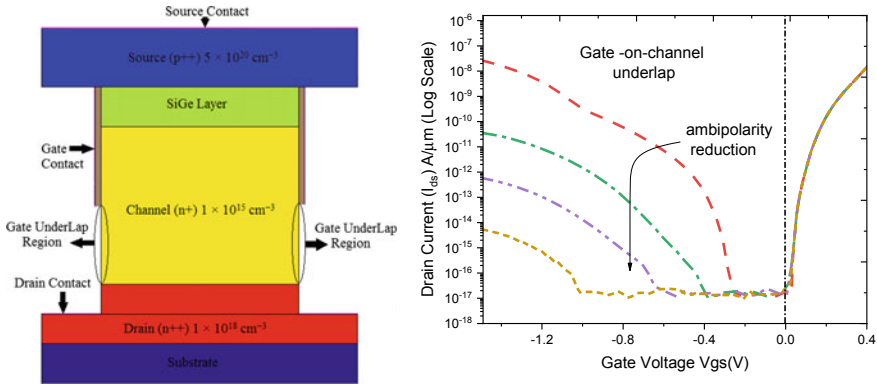 Source Contact
Source (p++) 5 × 10²⁰ cm⁻³
SiGe Layer
Gate
Contact
Channel (n+) 1 × 10¹⁵ cm⁻³
Gate UnderLap
Region
Gate UnderLap
Region
Drain Contact
Drain (n++) 1 × 10¹⁸ cm⁻³
Substrate
Drain Current (I_ds) A/μm (Log Scale)
10⁻⁶
10⁻⁷
10⁻⁸
10⁻⁹
10⁻¹⁰
10⁻¹¹
10⁻¹²
10⁻¹³
10⁻¹⁴
10⁻¹⁵
10⁻¹⁶
10⁻¹⁷
10⁻¹⁸
Gate -on-channel
underlap
ambipolarity
reduction
-1.2 -0.8 -0.4 0.0 0.4
Gate Voltage Vgs(V)